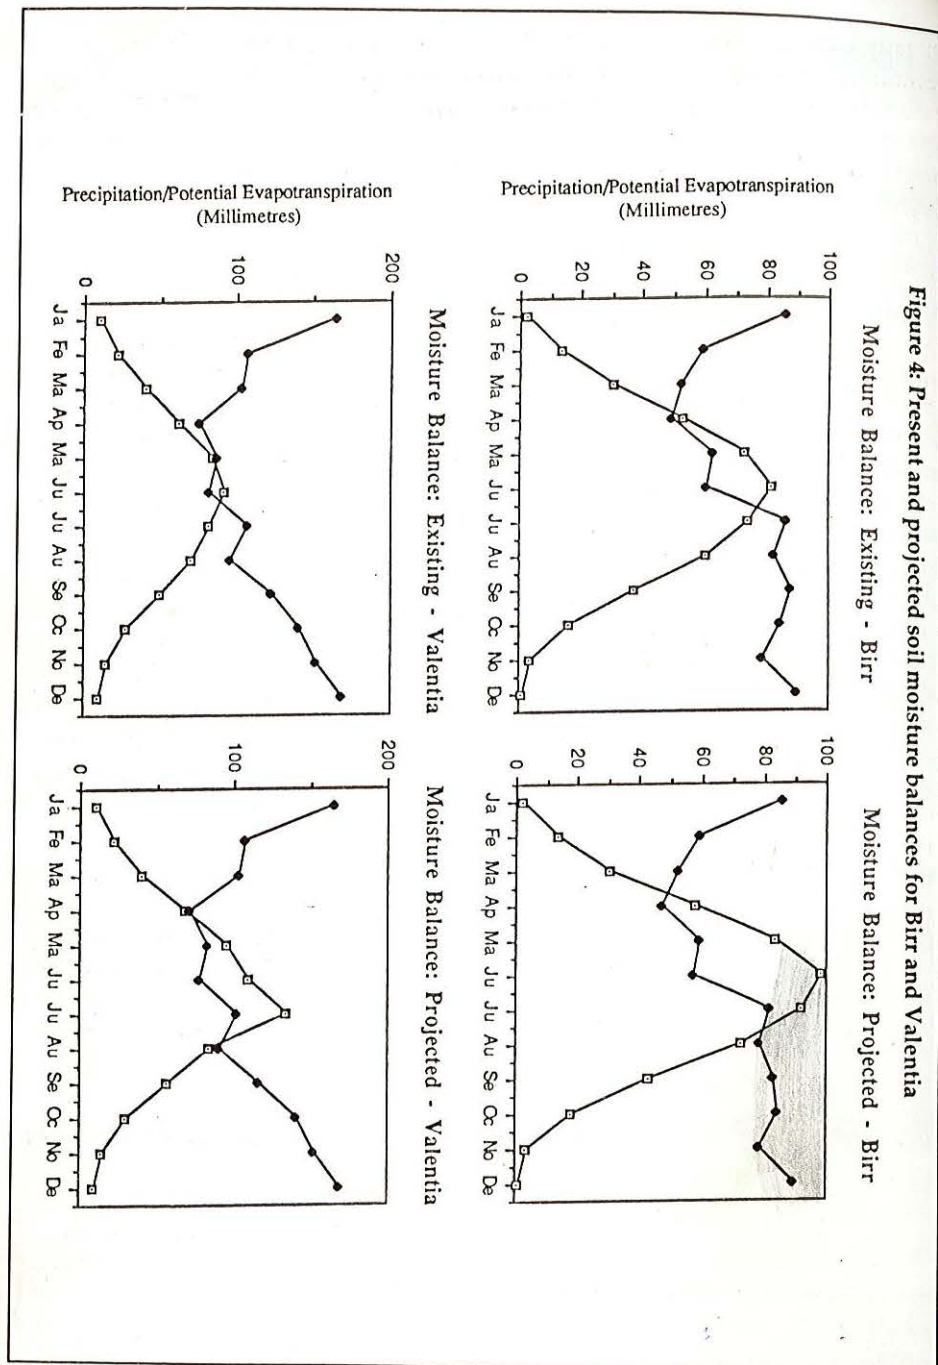 Figure 4: Present and projected soil moisture balances for Birr and Valentia
Moisture Balance: Existing - Birr
Precipitation/Potential Evapotranspiration
(Millimetres)
100
80
60
40
20
0
Ja Fe Ma Ap Ma Ju Ju Au Se Oc No De
Moisture Balance: Projected - Birr
100
80
60
40
20
0
Ja Fe Ma Ap Ma Ju Ju Au Se Oc No De
Moisture Balance: Existing - Valentia
Precipitation/Potential Evapotranspiration
(Millimetres)
200
100
0
Ja Fe Ma Ap Ma Ju Ju Au Se Oc No De
Moisture Balance: Projected - Valentia
200
100
0
Ja Fe Ma Ap Ma Ju Ju Au Se Oc No De